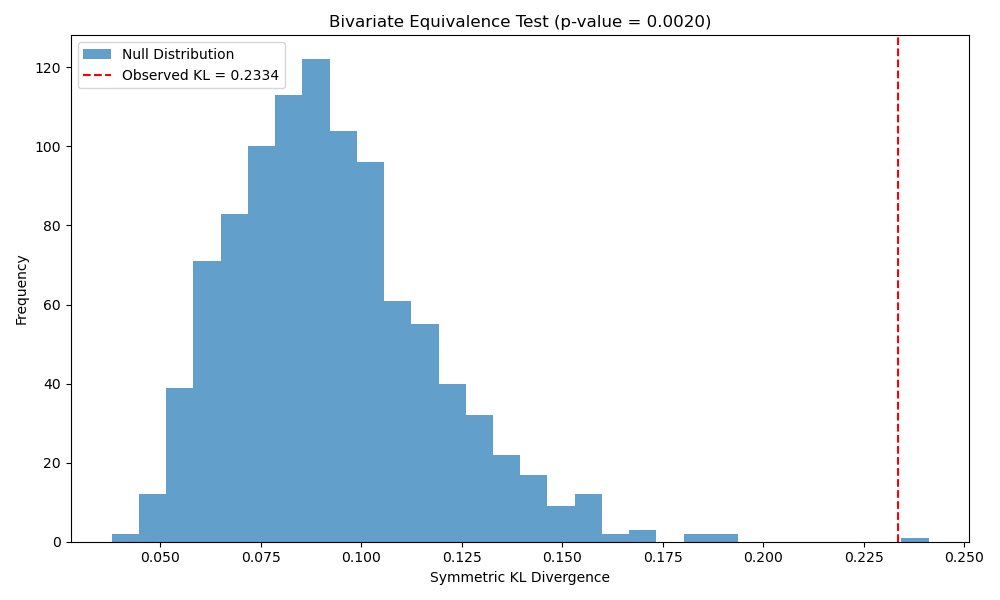 Bivariate Equivalence Test (p-value = 0.0020)
Null Distribution
Observed KL = 0.2334
Frequency
120
100
80
60
40
20
0
0.050 0.075 0.100 0.125 0.150 0.175 0.200 0.225 0.250
Symmetric KL Divergence